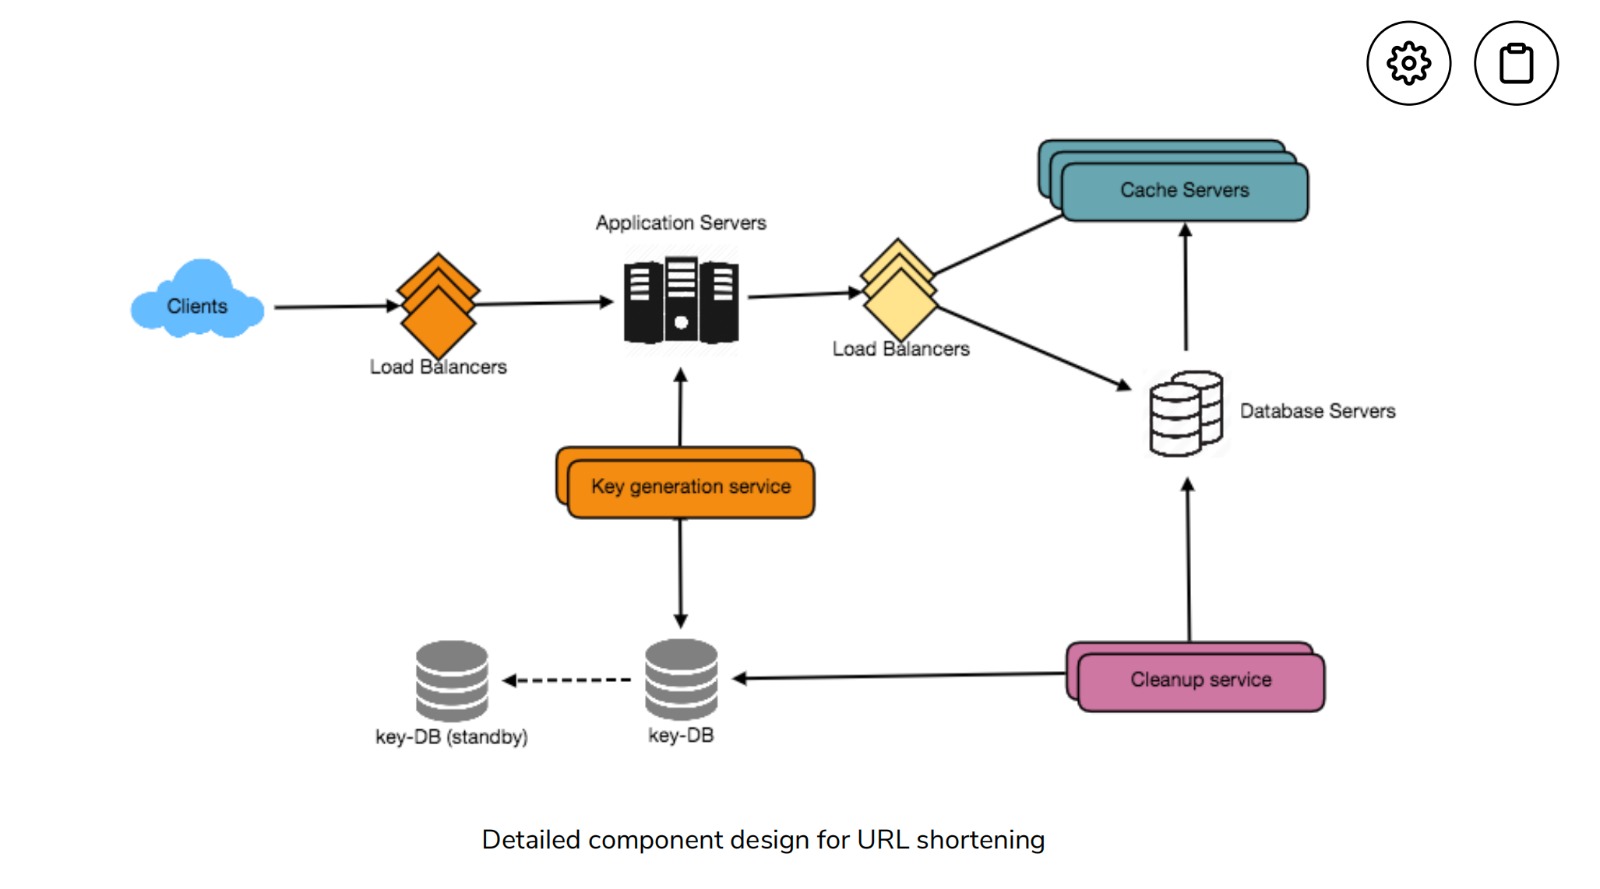 Cache Servers
Application Servers
Clients
Load Balancers
Load Balancers
Database Servers
Key generation service
Cleanup service
key-DB (standby)
key-DB
Detailed component design for URL shortening